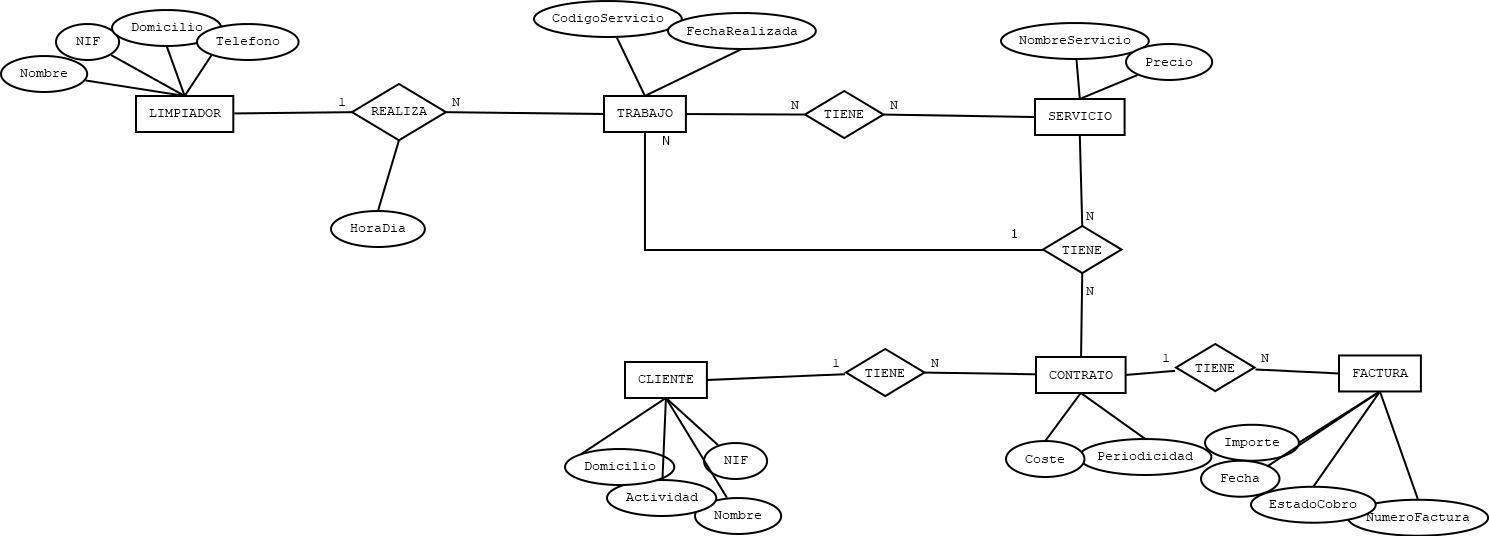 CodigoServicio
FechaRealizada
Domicilio
NIF
Telefono
Nombre
NombreServicio
Precio
LIMPIADOR
1
REALIZA
N
TRABAJO
N
TIENE
N
SERVICIO
N
HoraDia
N
1
TIENE
N
CLIENTE
1
TIENE
N
CONTRATO
1
TIENE
N
FACTURA
Domicilio
NIF
Actividad
Nombre
Coste
Periodicidad
Importe
Fecha
EstadoCobro
NumeroFactura